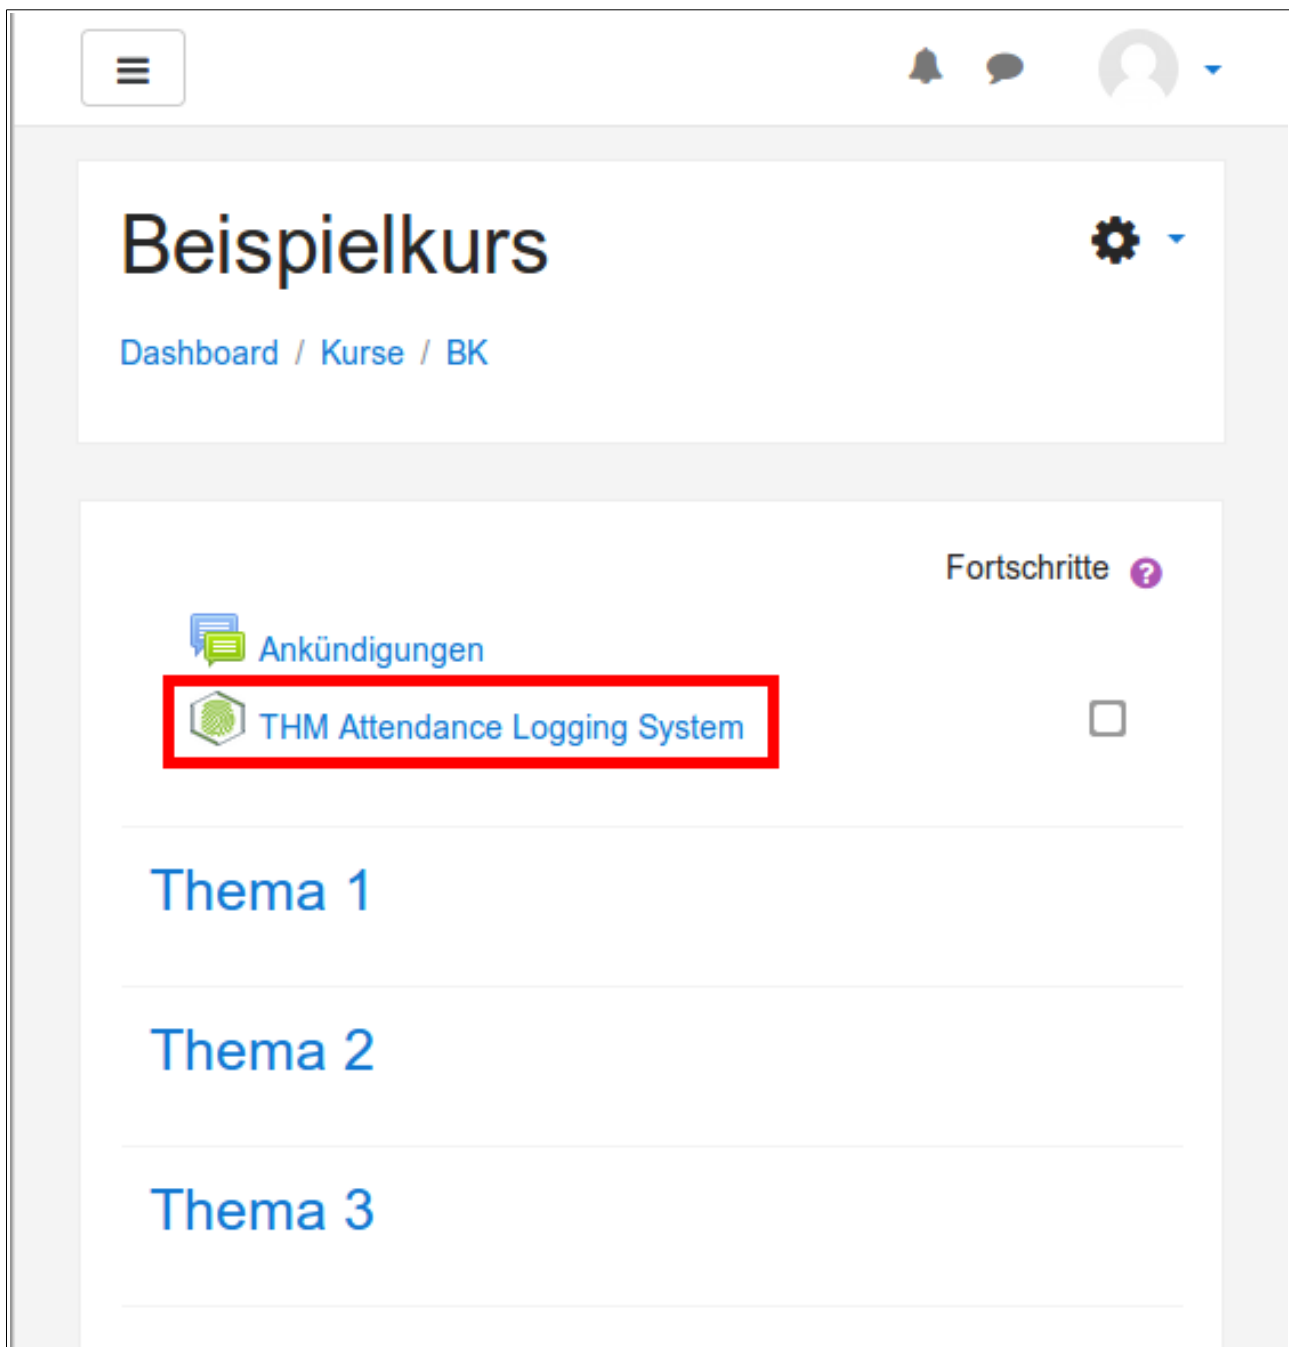 Beispielkurs
Dashboard / Kurse / BK
Fortschritte ?
Ankündigungen
THM Attendance Logging System
Thema 1
Thema 2
Thema 3